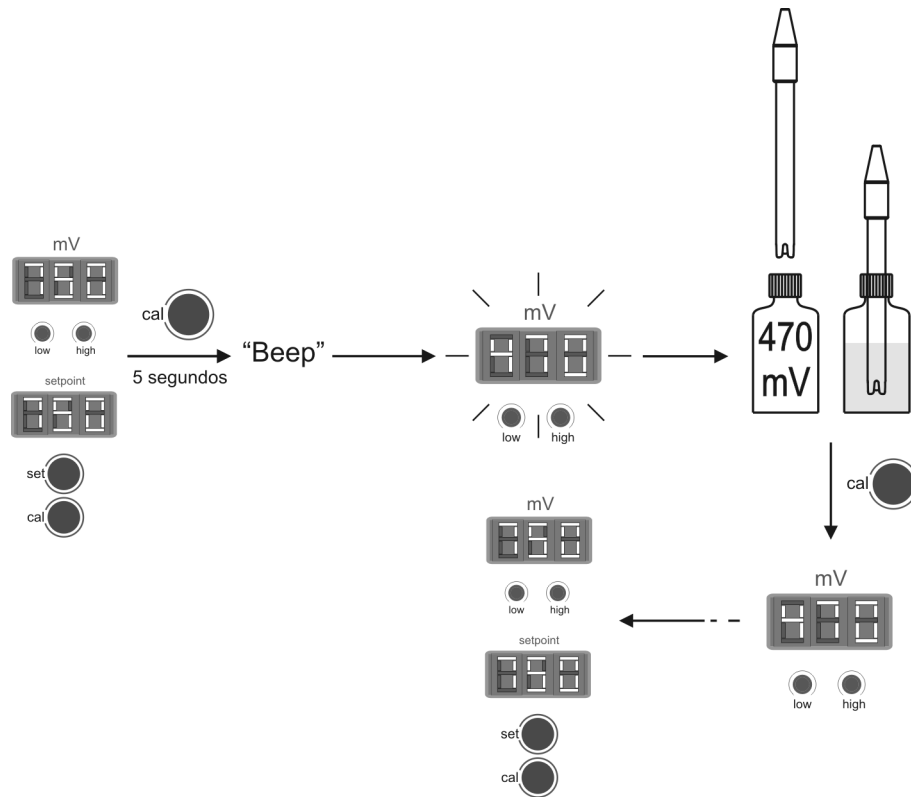 mV
low high
setpoint
set
cal
cal
5 segundos
“Beep”
mV
low high
470
mV
cal
mV
low high
mV
low high
setpoint
set
cal